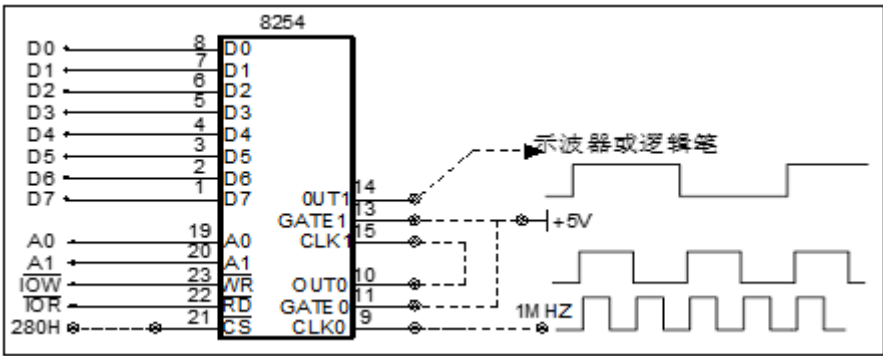 8254
D0 8 D0
D1 7 D1
D2 6 D2
D3 5 D3
D4 4 D4
D5 3 D5
D6 2 D6
D7 1 D7
示波器或逻辑笔
OUT1 14
GATE1 13 +5V
CLK1 15
A0 19 A0
A1 20 A1
IOW 23 WR OUT0 10
IOR 22 RD GATE0 11
280H 21 CS CLK0 9 1MHZ